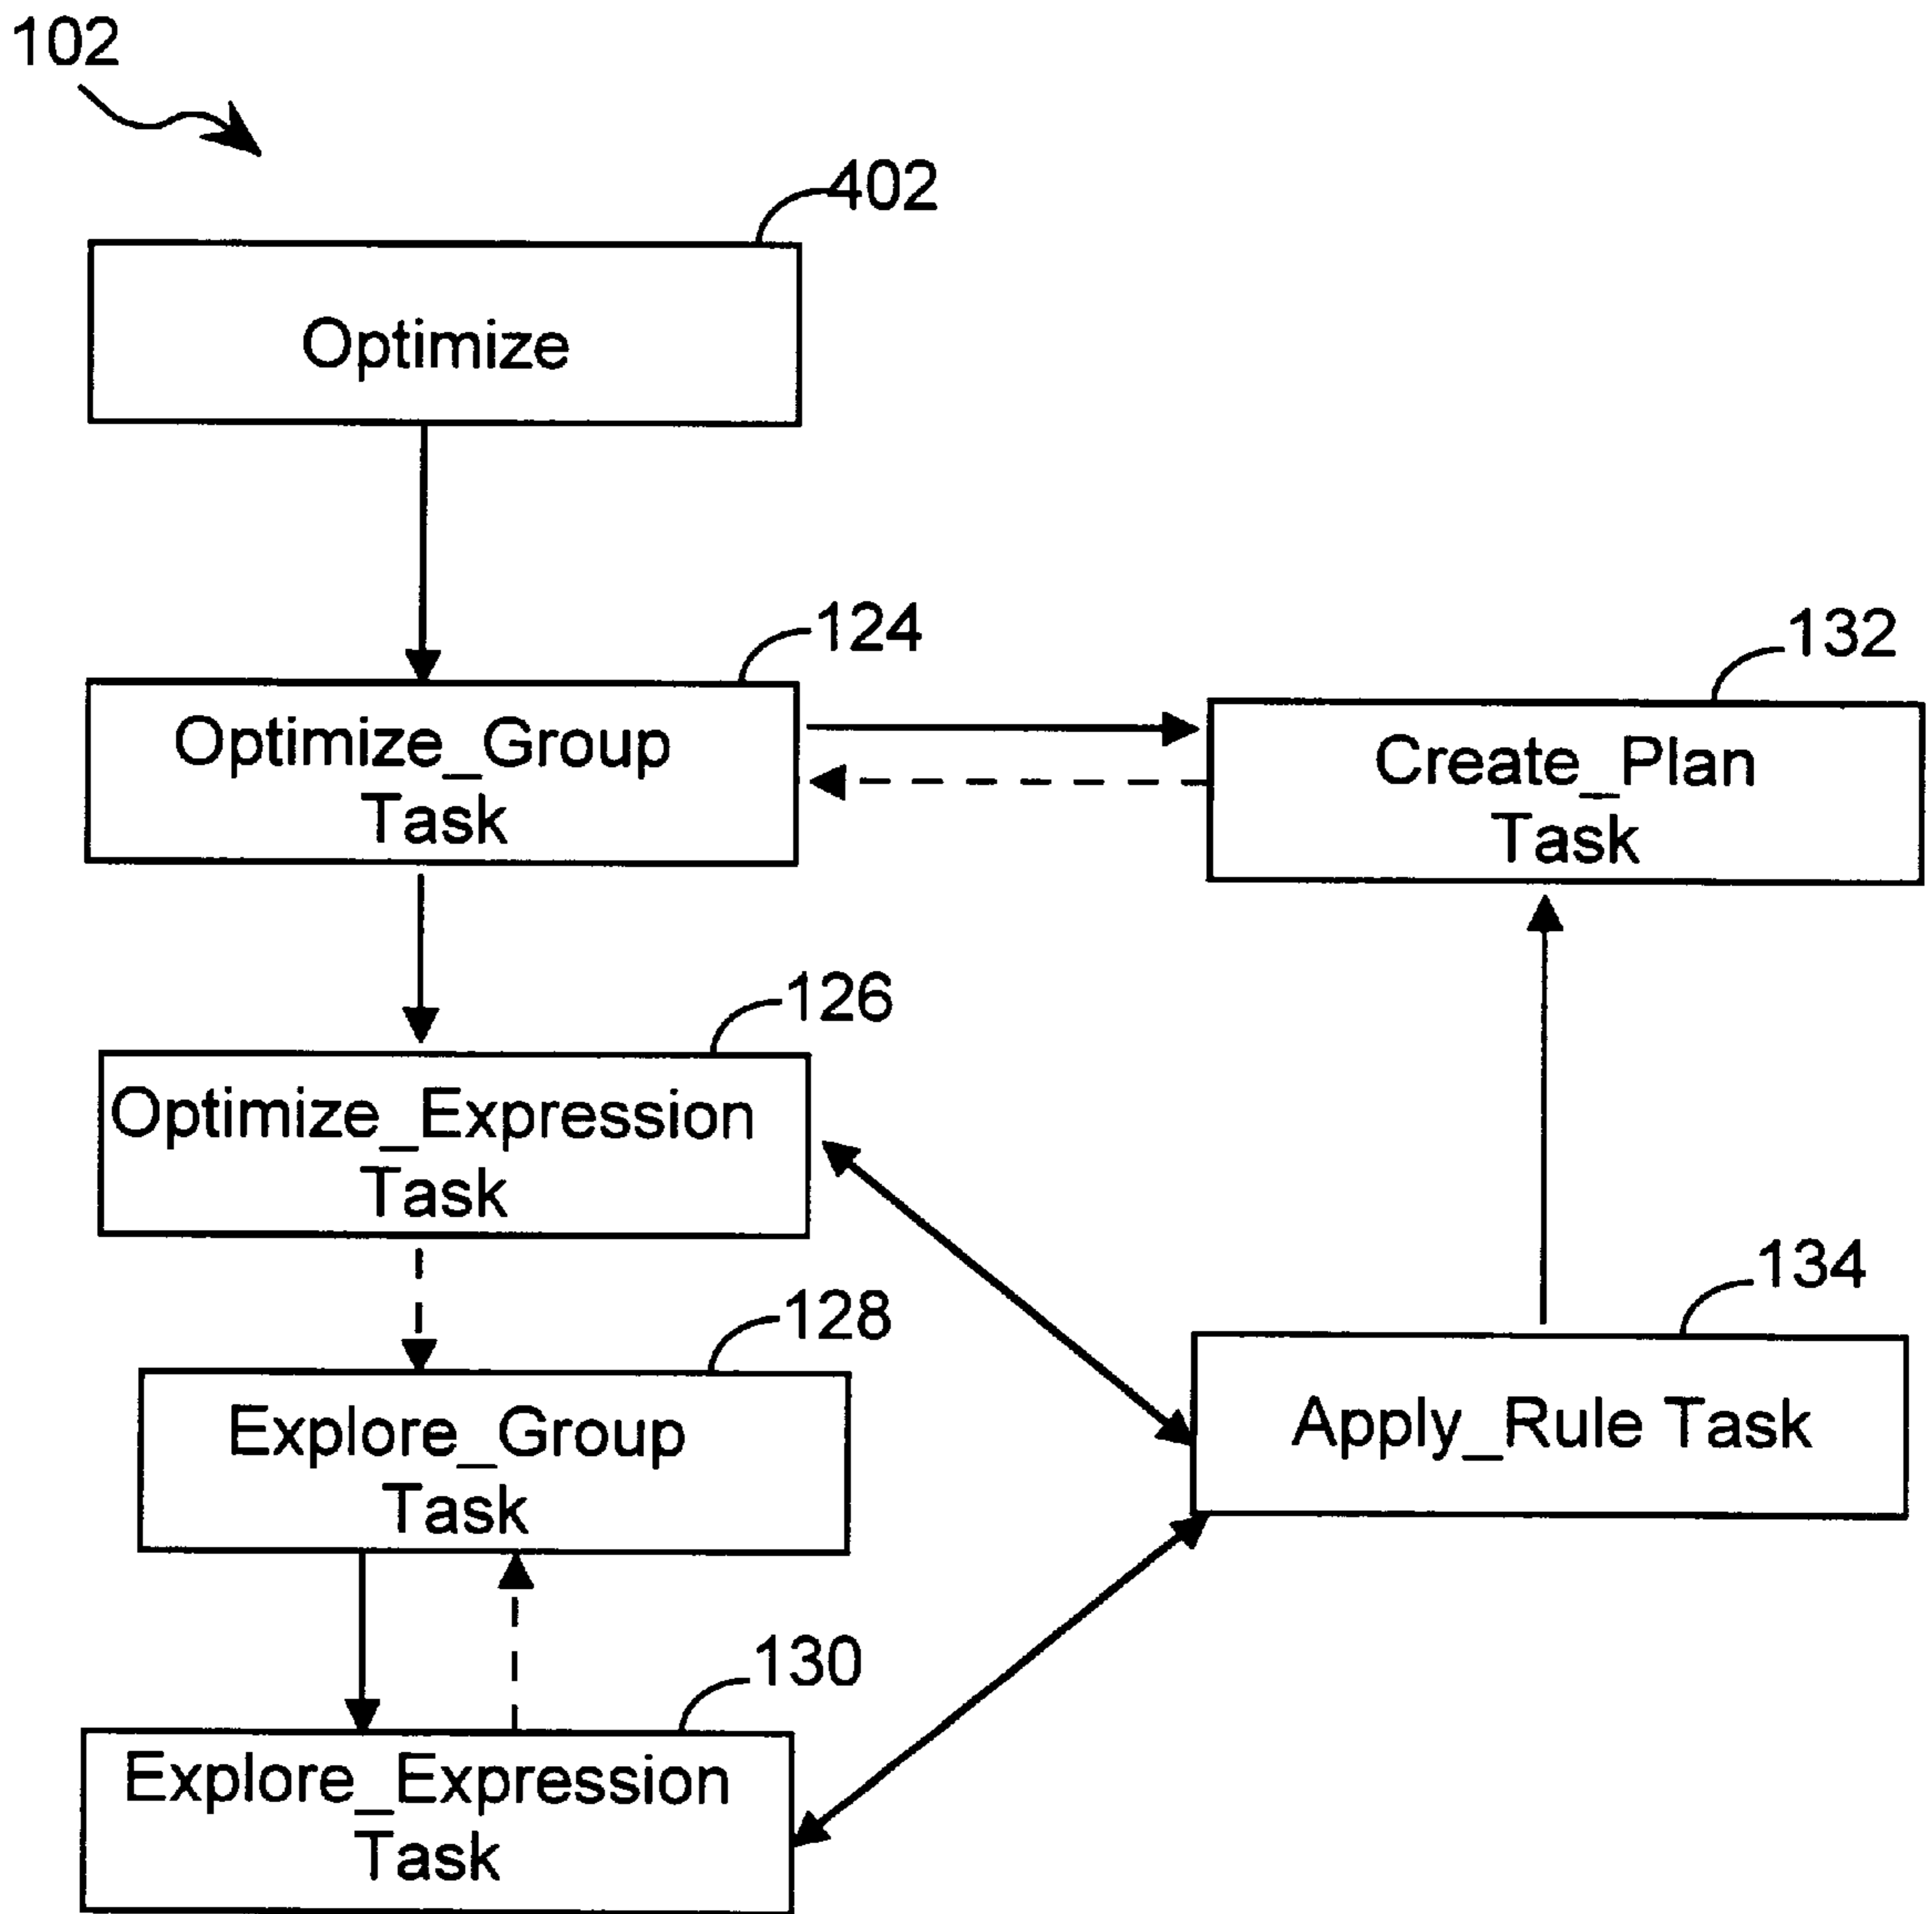 102
402
Optimize
124
Optimize_Group
Task
132
Create_Plan
Task
126
Optimize_Expression
Task
128
Explore_Group
Task
134
Apply_Rule Task
130
Explore_Expression
Task